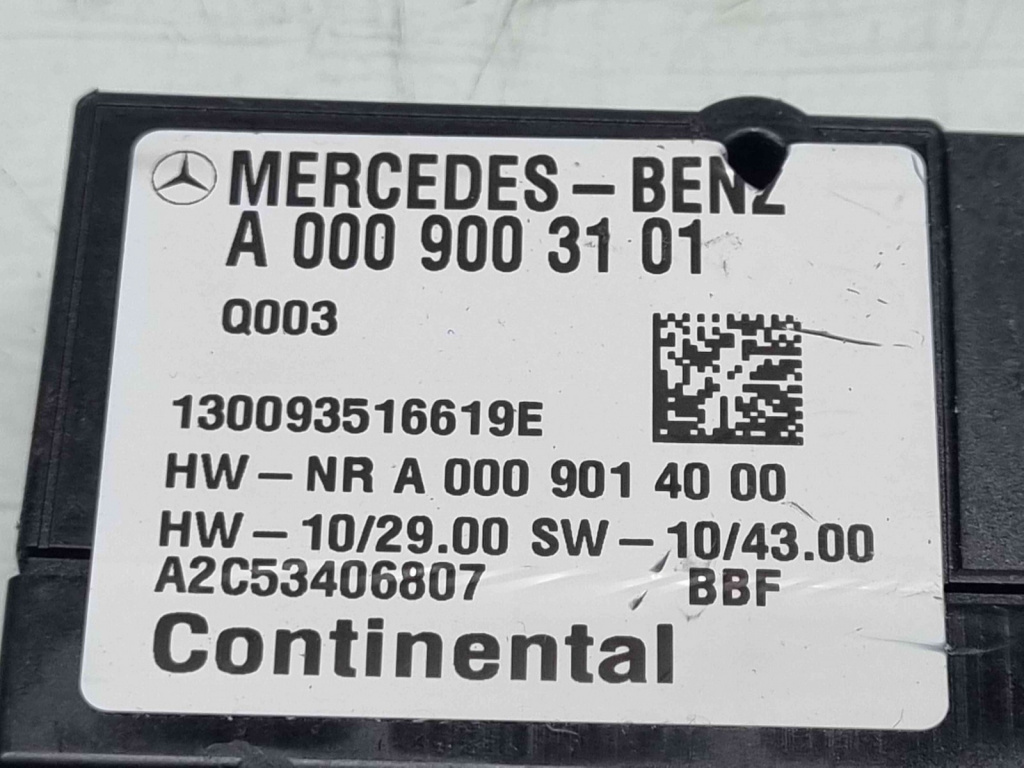 MERCEDES-BENZ
A 000 900 31 01
Q003
130093516619E
HW-NR A 000 901 40 00
HW-10/29.00 SW-10/43.00
A2C53406807 BBF
Continental